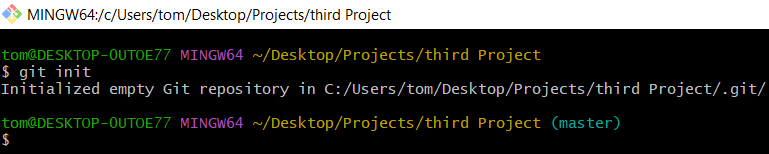 MINGW64:/c/Users/tom/Desktop/Projects/third Project
tom@DESKTOP-OUTOE77 MINGW64 ~/Desktop/Projects/third Project
$ git init
Initialized empty Git repository in C:/Users/tom/Desktop/Projects/third Project/.git/
tom@DESKTOP-OUTOE77 MINGW64 ~/Desktop/Projects/third Project (master)
$